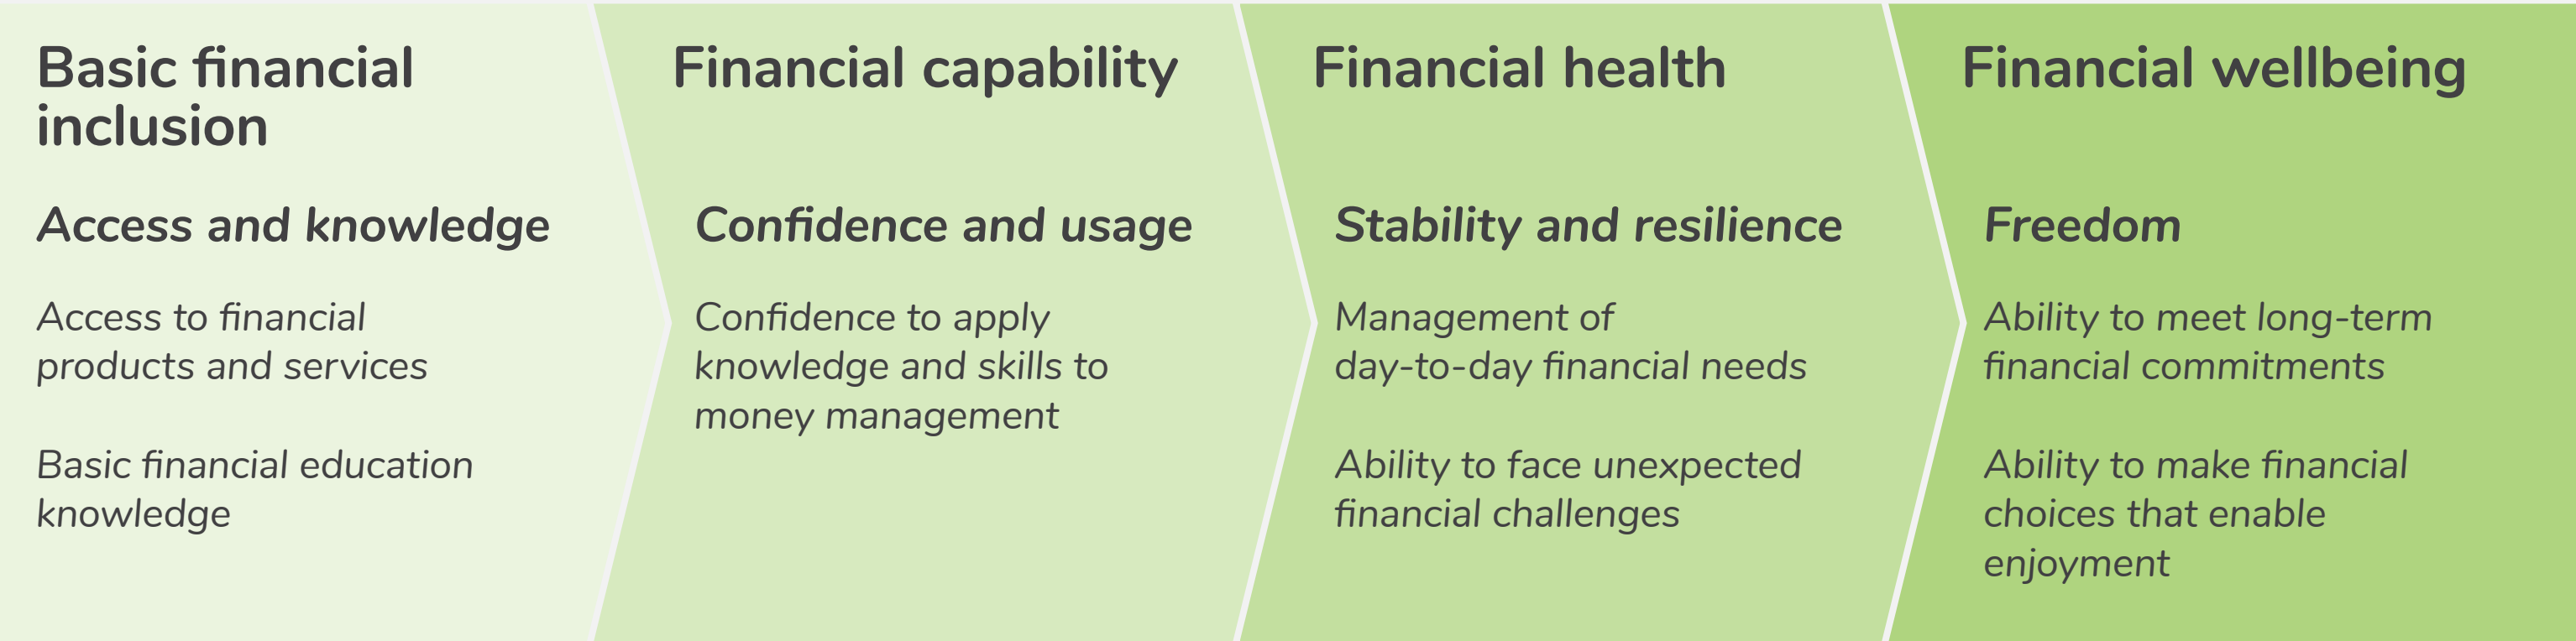 Basic financial
inclusion
Access and knowledge
Access to financial
products and services
Basic financial education
knowledge
Financial capability
Confidence and usage
Confidence to apply
knowledge and skills to
money management
Financial health
Stability and resilience
Management of
day-to-day financial needs
Ability to face unexpected
financial challenges
Financial wellbeing
Freedom
Ability to meet long-term
financial commitments
Ability to make financial
choices that enable
enjoyment